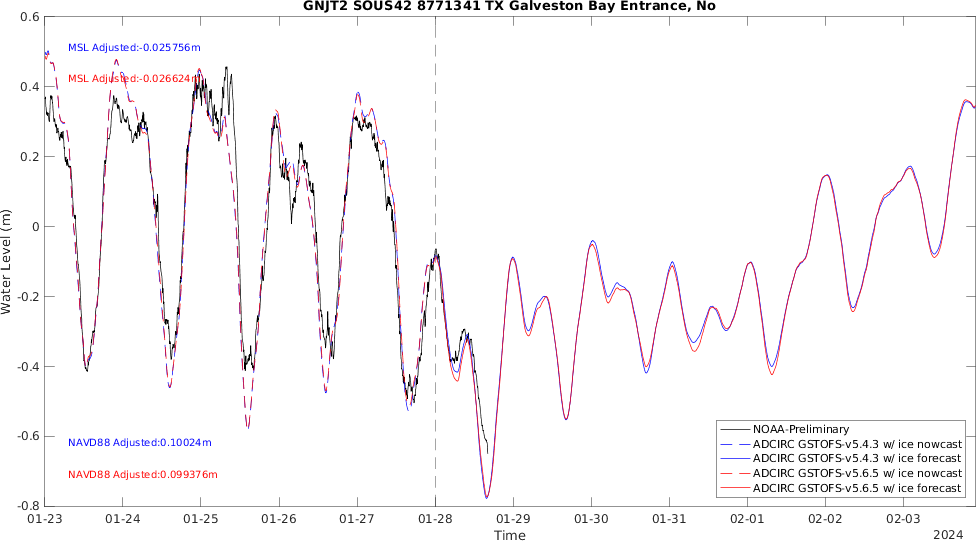 GNJT2 SOUS42 8771341 TX Galveston Bay Entrance, No
0.6
0.4
0.2
0
-0.2
-0.4
-0.6
-0.8
Water Level (m)
MSL Adjusted:-0.025756m
MSL Adjusted:-0.026624m
NAVD88 Adjusted:0.10024m
NAVD88 Adjusted:0.099376m
NOAA-Preliminary
ADCIRC GSTOFS-v5.4.3 w/ ice nowcast
ADCIRC GSTOFS-v5.4.3 w/ ice forecast
ADCIRC GSTOFS-v5.6.5 w/ ice nowcast
ADCIRC GSTOFS-v5.6.5 w/ ice forecast
01-23 01-24 01-25 01-26 01-27 01-28 01-29 01-30 01-31 02-01 02-02 02-03
Time
2024